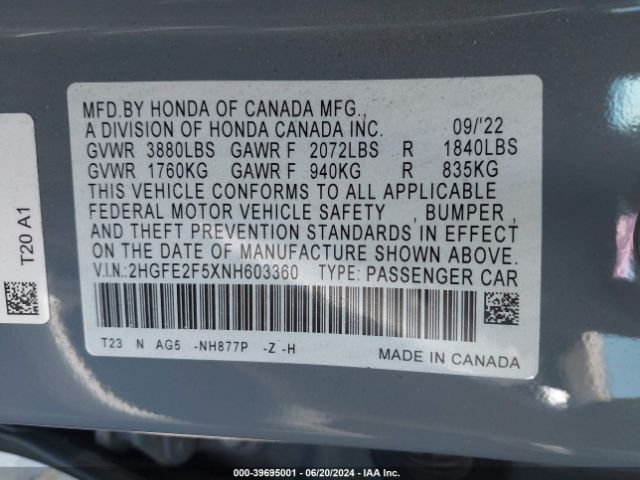 MFD.BY HONDA OF CANADA MFG.,
A DIVISION OF HONDA CANADA INC. 09/'22
GVWR 3880LBS GAWR F 2072LBS R 1840LBS
GVWR 1760KG GAWR F 940KG R 835KG
THIS VEHICLE CONFORMS TO ALL APPLICABLE
FEDERAL MOTOR VEHICLE SAFETY , BUMPER ,
AND THEFT PREVENTION STANDARDS IN EFFECT
ON THE DATE OF MANUFACTURE SHOWN ABOVE.
V.I.N.:2HGFE2F5XNH603360 TYPE: PASSENGER CAR
T23 N AG5 -NH877P -Z -H
MADE IN CANADA
T20 A1
000-39695001 - 06/20/2024 - IAA Inc.